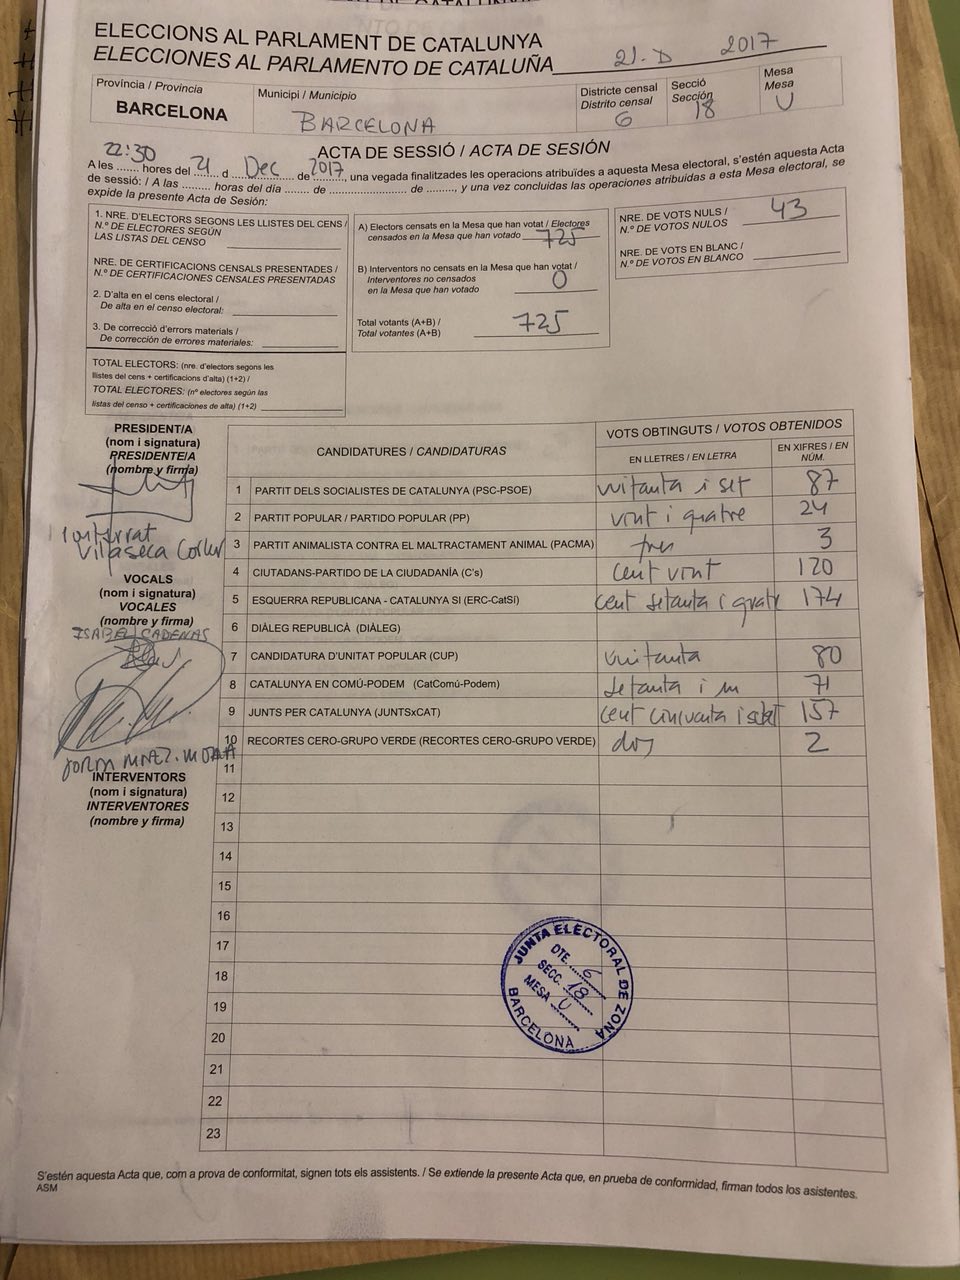 ELECCIONS AL PARLAMENT DE CATALUNYA
ELECCIONES AL PARLAMENTO DE CATALUÑA 21-D 2017
Província / Provincia
BARCELONA
Municipi / Municipio
BARCELONA
Districte censal
Distrito censal
6
Secció
Sección
18
Mesa
Mesa
U
ACTA DE SESSIÓ / ACTA DE SESIÓN
22:30
A les ....... hores del 21 d Dec de 2017, una vegada finalitzades les operacions atribuïdes a aquesta Mesa electoral, s'estén aquesta Acta
de sessió: / A las ......... horas del día ....... de ..................... de ........, y una vez concluidas las operaciones atribuidas a esta Mesa electoral, se
expide la presente Acta de Sesión:
1. NRE. D'ELECTORS SEGONS LES LLISTES DEL CENS /
N.º DE ELECTORES SEGÚN
LAS LISTAS DEL CENSO
NRE. DE CERTIFICACIONS CENSALS PRESENTADES /
N.º DE CERTIFICACIONES CENSALES PRESENTADAS
2. D'alta en el cens electoral /
De alta en el censo electoral:
3. De correcció d'errors materials /
De corrección de errores materiales:
TOTAL ELECTORS: (nre. d'electors segons les
llistes del cens + certificacions d'alta) (1+2) /
TOTAL ELECTORES: (nº electores según las
listas del censo + certificaciones de alta) (1+2)
A) Electors censats en la Mesa que han votat / Electores
censados en la Mesa que han votado 725
B) Interventors no censats en la Mesa que han votat /
Interventores no censados
en la Mesa que han votado 0
Total votants (A+B) /
Total votantes (A+B) 725
NRE. DE VOTS NULS /
N.º DE VOTOS NULOS 43
NRE. DE VOTS EN BLANC /
N.º DE VOTOS EN BLANCO
PRESIDENT/A
(nom i signatura)
PRESIDENTE/A
(nombre y firma)
Vilaseca
VOCALS
(nom i signatura)
VOCALES
(nombre y firma)
ISABEL CADENAS
INTERVENTORS
(nom i signatura)
INTERVENTORES
(nombre y firma)
CANDIDATURES / CANDIDATURAS
VOTS OBTINGUTS / VOTOS OBTENIDOS
EN LLETRES / EN LETRA
EN XIFRES / EN
NÚM.
1 PARTIT DELS SOCIALISTES DE CATALUNYA (PSC-PSOE) vuitanta i set 87
2 PARTIT POPULAR / PARTIDO POPULAR (PP) vint i quatre 24
3 PARTIT ANIMALISTA CONTRA EL MALTRACTAMENT ANIMAL (PACMA) tres 3
4 CIUTADANS-PARTIDO DE LA CIUDADANÍA (C's) cent vint 120
5 ESQUERRA REPUBLICANA - CATALUNYA SI (ERC-CatSí) cent setanta i quatre 174
6 DIÀLEG REPUBLICÀ (DIÀLEG)
7 CANDIDATURA D'UNITAT POPULAR (CUP) vuitanta 80
8 CATALUNYA EN COMÚ-PODEM (CatComú-Podem) setanta i un 71
9 JUNTS PER CATALUNYA (JUNTSxCAT) cent cinquanta i set 157
10 RECORTES CERO-GRUPO VERDE (RECORTES CERO-GRUPO VERDE) dos 2
11
12
13
14
15
16
17
18
19
20
21
22
23
JUNTA ELECTORAL DE ZONA
DTE. 6
SECC. 18
MESA U
BARCELONA
S'estén aquesta Acta que, com a prova de conformitat, signen tots els assistents. / Se extiende la presente Acta que, en prueba de conformidad, firman todos los asistentes.
ASM